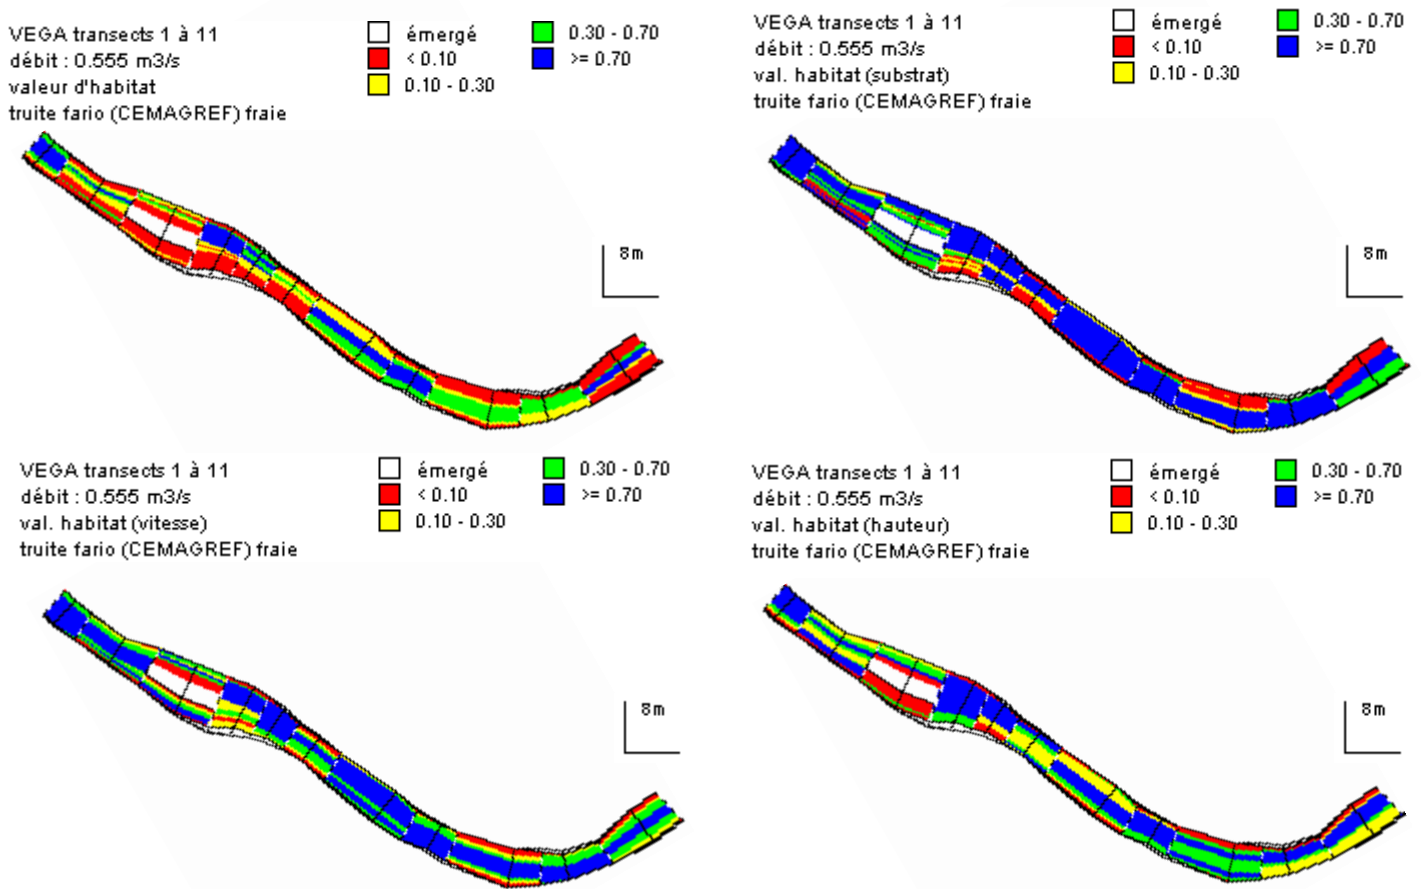 VEGA transects 1 à 11
débit : 0.555 m3/s
valeur d'habitat
truite fario (CEMAGREF) fraie
émergé
< 0.10
0.10 - 0.30
0.30 - 0.70
>= 0.70
8m
VEGA transects 1 à 11
débit : 0.555 m3/s
val. habitat (substrat)
truite fario (CEMAGREF) fraie
émergé
< 0.10
0.10 - 0.30
0.30 - 0.70
>= 0.70
8m
VEGA transects 1 à 11
débit : 0.555 m3/s
val. habitat (vitesse)
truite fario (CEMAGREF) fraie
émergé
< 0.10
0.10 - 0.30
0.30 - 0.70
>= 0.70
8m
VEGA transects 1 à 11
débit : 0.555 m3/s
val. habitat (hauteur)
truite fario (CEMAGREF) fraie
émergé
< 0.10
0.10 - 0.30
0.30 - 0.70
>= 0.70
8m